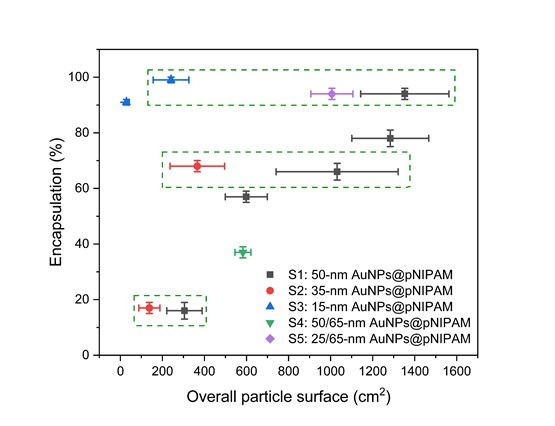 100
80
60
40
20
0
Encapsulation (%)
S1: 50-nm AuNPs@pNIPAM
S2: 35-nm AuNPs@pNIPAM
S3: 15-nm AuNPs@pNIPAM
S4: 50/65-nm AuNPs@pNIPAM
S5: 25/65-nm AuNPs@pNIPAM
0 200 400 600 800 1000 1200 1400 1600
Overall particle surface (cm²)